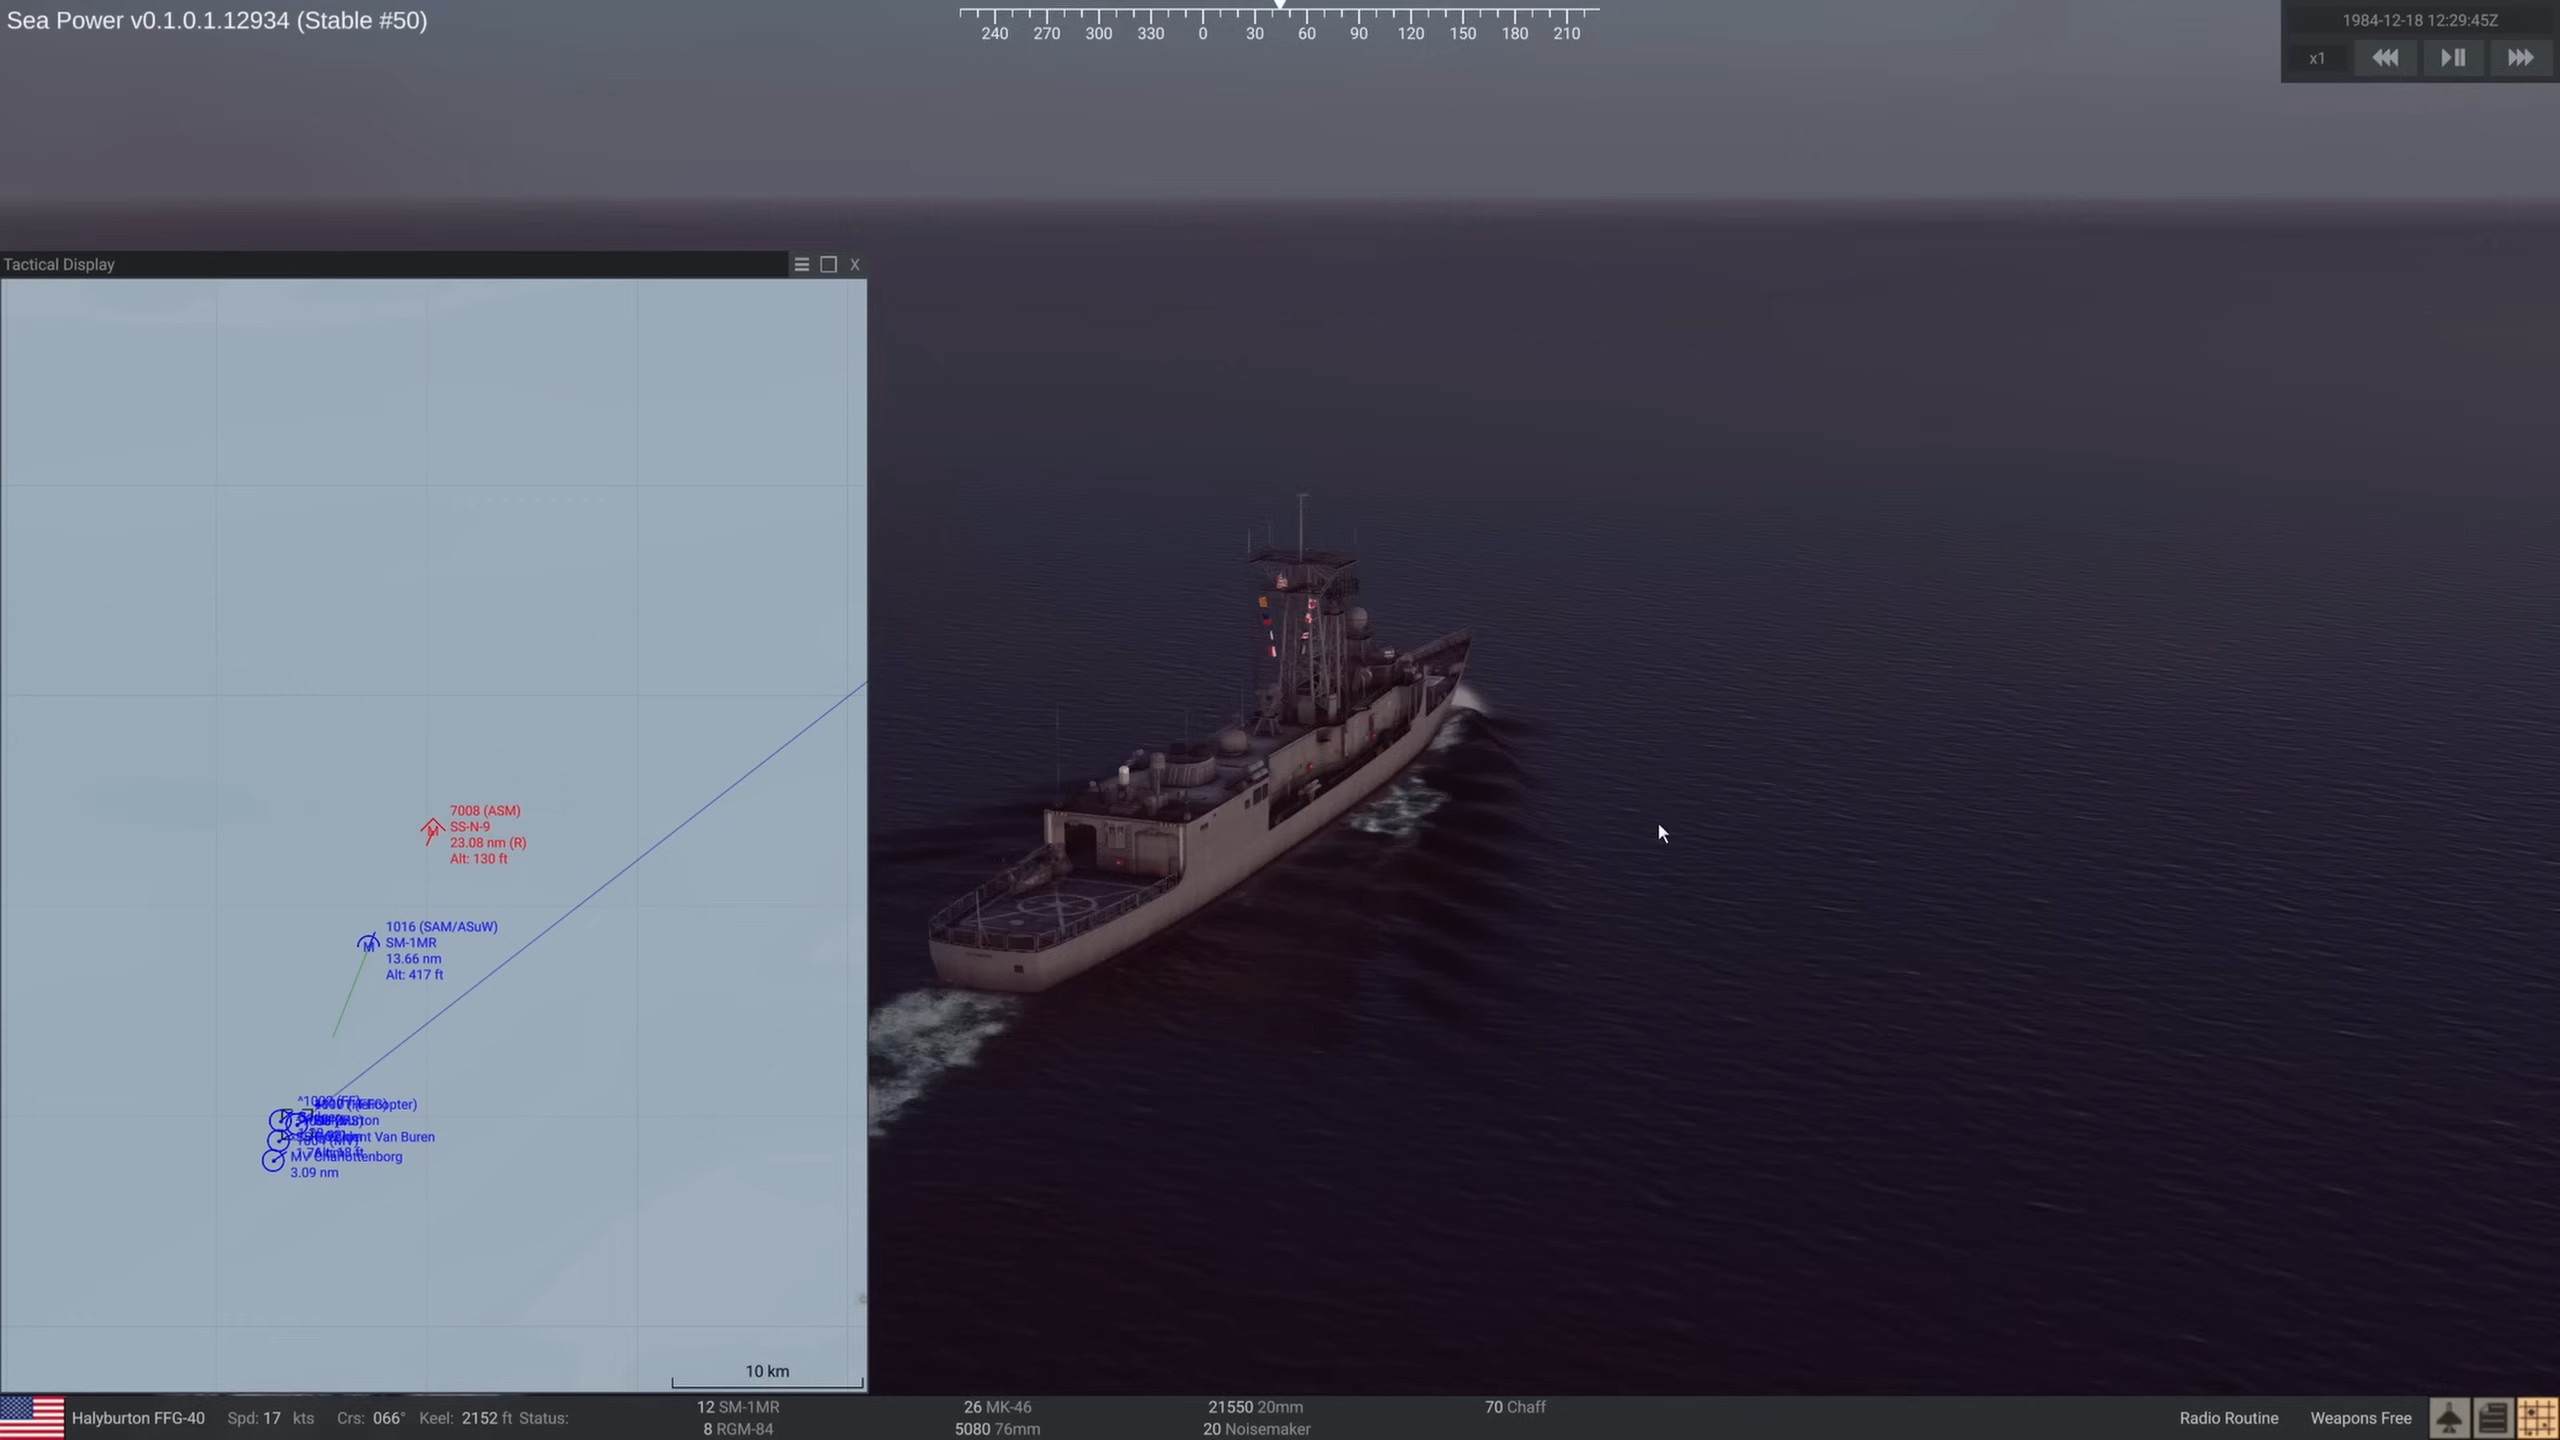 Sea Power v0.1.0.1.12934 (Stable #50)
240 270 300 330 0 30 60 90 120 150 180 210
1984-12-18 12:29:45Z
x1
Tactical Display
X
7008 (ASM)
M SS-N-9
23.08 nm (R)
Alt: 130 ft
1016 (SAM/ASuW)
M SM-1MR
13.66 nm
Alt: 417 ft
MV Charlottenborg
3.09 nm
10 km
Halyburton FFG-40 Spd: 17 kts Crs: 066° Keel: 2152 ft Status:
12 SM-1MR 26 MK-46 21550 20mm 70 Chaff
8 RGM-84 5080 76mm 20 Noisemaker
Radio Routine Weapons Free